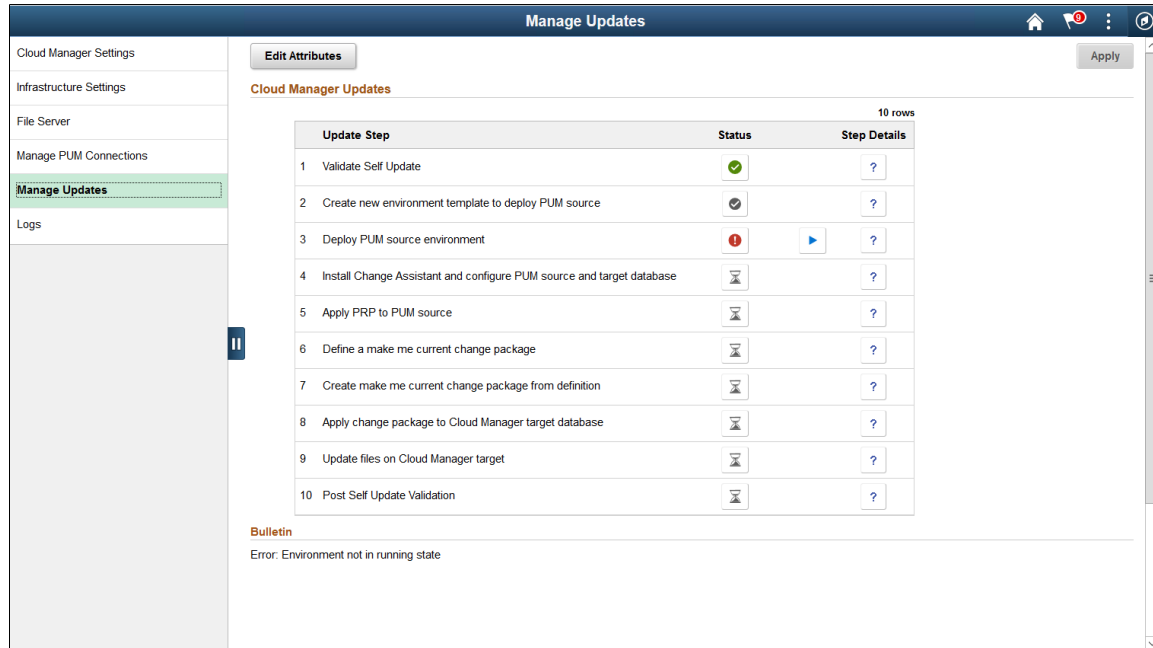 Manage Updates
9
Cloud Manager Settings
Infrastructure Settings
File Server
Manage PUM Connections
Manage Updates
Logs
Edit Attributes
Apply
Cloud Manager Updates
10 rows
Update Step Status Step Details
1 Validate Self Update ?
2 Create new environment template to deploy PUM source ?
3 Deploy PUM source environment ! ?
4 Install Change Assistant and configure PUM source and target database ?
5 Apply PRP to PUM source ?
6 Define a make me current change package ?
7 Create make me current change package from definition ?
8 Apply change package to Cloud Manager target database ?
9 Update files on Cloud Manager target ?
10 Post Self Update Validation ?
Bulletin
Error: Environment not in running state